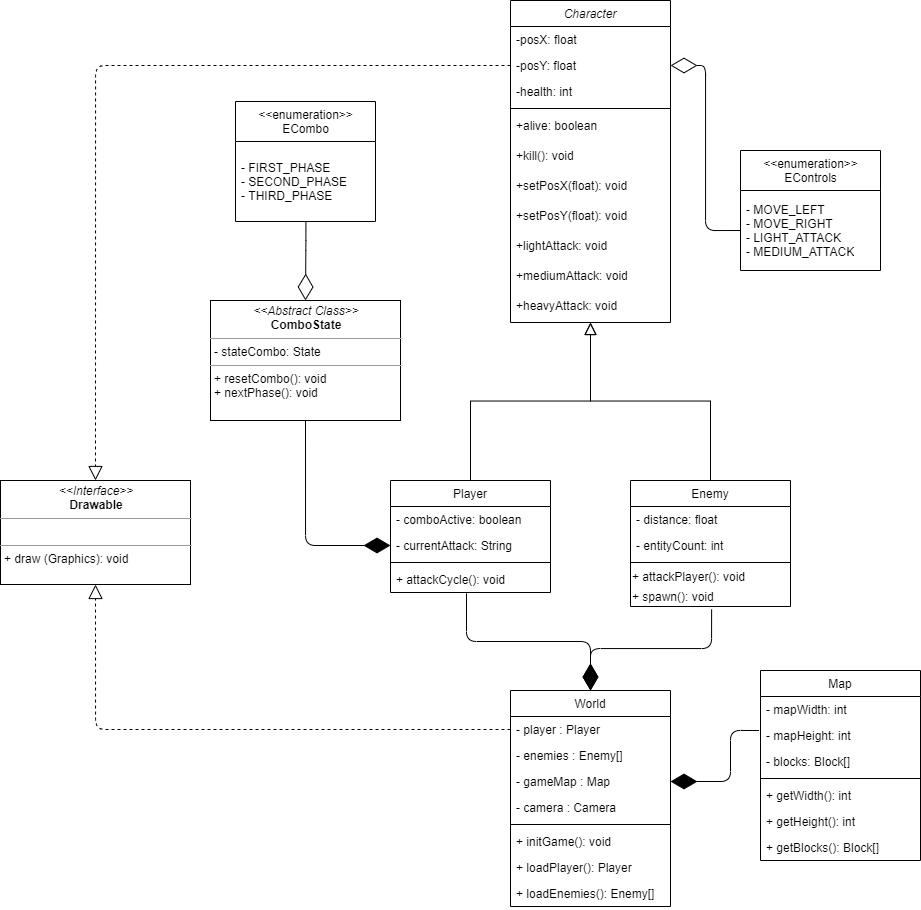 Character
-posX: float
-posY: float
-health: int
+alive: boolean
+kill(): void
+setPosX(float): void
+setPosY(float): void
+lightAttack: void
+mediumAttack: void
+heavyAttack: void
<<enumeration>>
ECombo
- FIRST_PHASE
- SECOND_PHASE
- THIRD_PHASE
<<enumeration>>
EControls
- MOVE_LEFT
- MOVE_RIGHT
- LIGHT_ATTACK
- MEDIUM_ATTACK
<<Abstract Class>>
ComboState
- stateCombo: State
+ resetCombo(): void
+ nextPhase(): void
<<Interface>>
Drawable
+ draw (Graphics): void
Player
- comboActive: boolean
- currentAttack: String
+ attackCycle(): void
Enemy
- distance: float
- entityCount: int
+ attackPlayer(): void
+ spawn(): void
World
- player : Player
- enemies : Enemy[]
- gameMap : Map
- camera : Camera
+ initGame(): void
+ loadPlayer(): Player
+ loadEnemies(): Enemy[]
Map
- mapWidth: int
- mapHeight: int
- blocks: Block[]
+ getWidth(): int
+ getHeight(): int
+ getBlocks(): Block[]